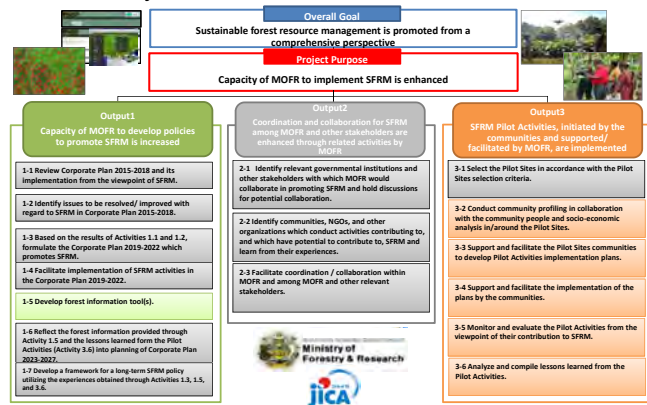 Overall Goal
Sustainable forest resource management is promoted from a
comprehensive perspective
Project Purpose
Capacity of MOFR to implement SFRM is enhanced
Output1
Capacity of MOFR to develop policies
to promote SFRM is increased
1-1 Review Corporate Plan 2015-2018 and its
implementation from the viewpoint of SFRM.
1-2 Identify issues to be resolved/ improved with
regard to SFRM in Corporate Plan 2015-2018.
1-3 Based on the results of Activities 1.1 and 1.2,
formulate the Corporate Plan 2019-2022 which
promotes SFRM.
1-4 Facilitate implementation of SFRM activities in
the Corporate Plan 2019-2022.
1-5 Develop forest information tool(s).
1-6 Reflect the forest information provided through
Activity 1.5 and the lessons learned form the Pilot
Activities (Activity 3.6) into planning of Corporate Plan
2023-2027.
1-7 Develop a framework for a long-term SFRM policy
utilizing the experiences obtained through Activities 1.3, 1.5,
and 3.6.
Output2
Coordination and collaboration for SFRM
among MOFR and other stakeholders are
enhanced through related activities by
MOFR
2-1 Identify relevant governmental institutions and
other stakeholders with which MOFR would
collaborate in promoting SFRM and hold discussions
for potential collaboration.
2-2 Identify communities, NGOs, and other
organizations which conduct activities contributing to,
and which have potential to contribute to, SFRM and
learn from their experiences.
2-3 Facilitate coordination / collaboration within
MOFR and among MOFR and other relevant
stakeholders.
Ministry of
Forestry & Research
JICA
Output3
SFRM Pilot Activities, initiated by the
communities and supported/
facilitated by MOFR, are implemented
3-1 Select the Pilot Sites in accordance with the Pilot
Sites selection criteria.
3-2 Conduct community profiling in collaboration
with the community people and socio-economic
analysis in/around the Pilot Sites.
3-3 Support and facilitate the Pilot Sites communities
to develop Pilot Activities implementation plans.
3-4 Support and facilitate the implementation of the
plans by the communities.
3-5 Monitor and evaluate the Pilot Activities from the
viewpoint of their contribution to SFRM.
3-6 Analyze and compile lessons learned from the
Pilot Activities.